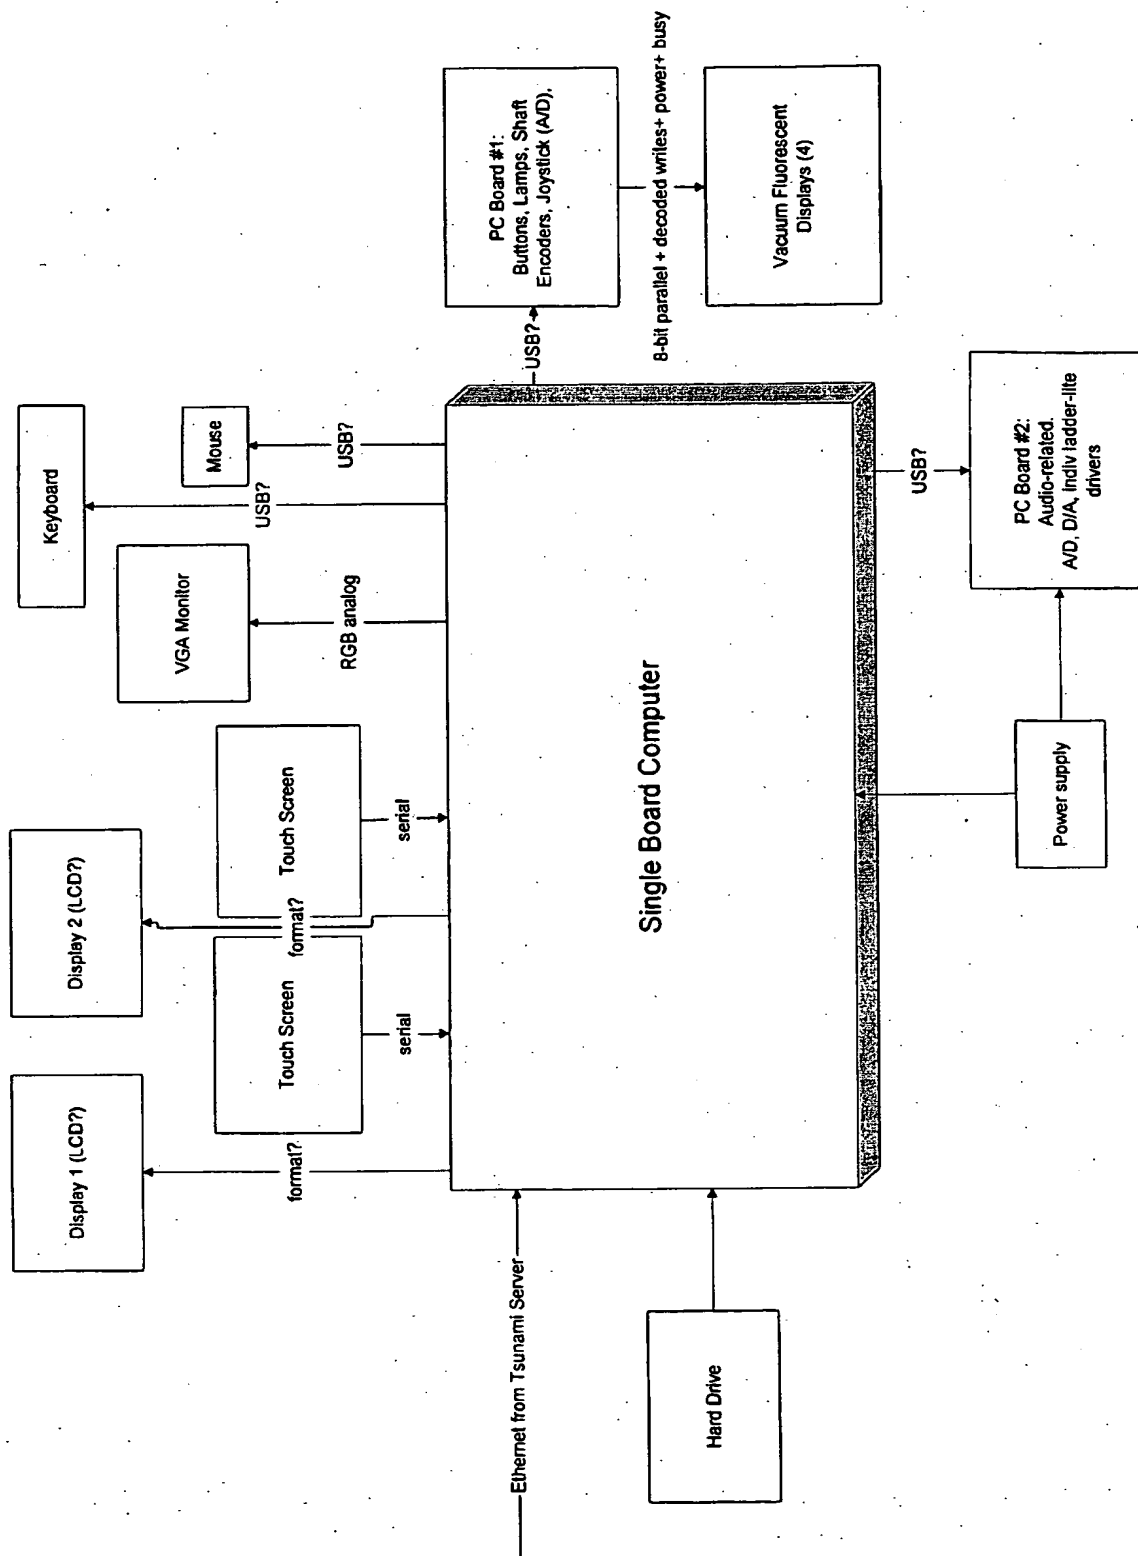 Keyboard
Display 2 (LCD?)
Display 1 (LCD?)
VGA Monitor
Mouse
Touch Screen
Touch Screen
format?
format?
serial
serial
RGB analog
USB?
USB?
Ethernet from Tsunami Server
Single Board Computer
USB?
PC Board #1:
Buttons, Lamps, Shaft
Encoders, Joystick (A/D),
8-bit parallel + decoded writes+ power+ busy
Vacuum Fluorescent
Displays (4)
Hard Drive
USB?
Power supply
PC Board #2:
Audio-related.
A/D, D/A, Indiv ladder-lite
drivers